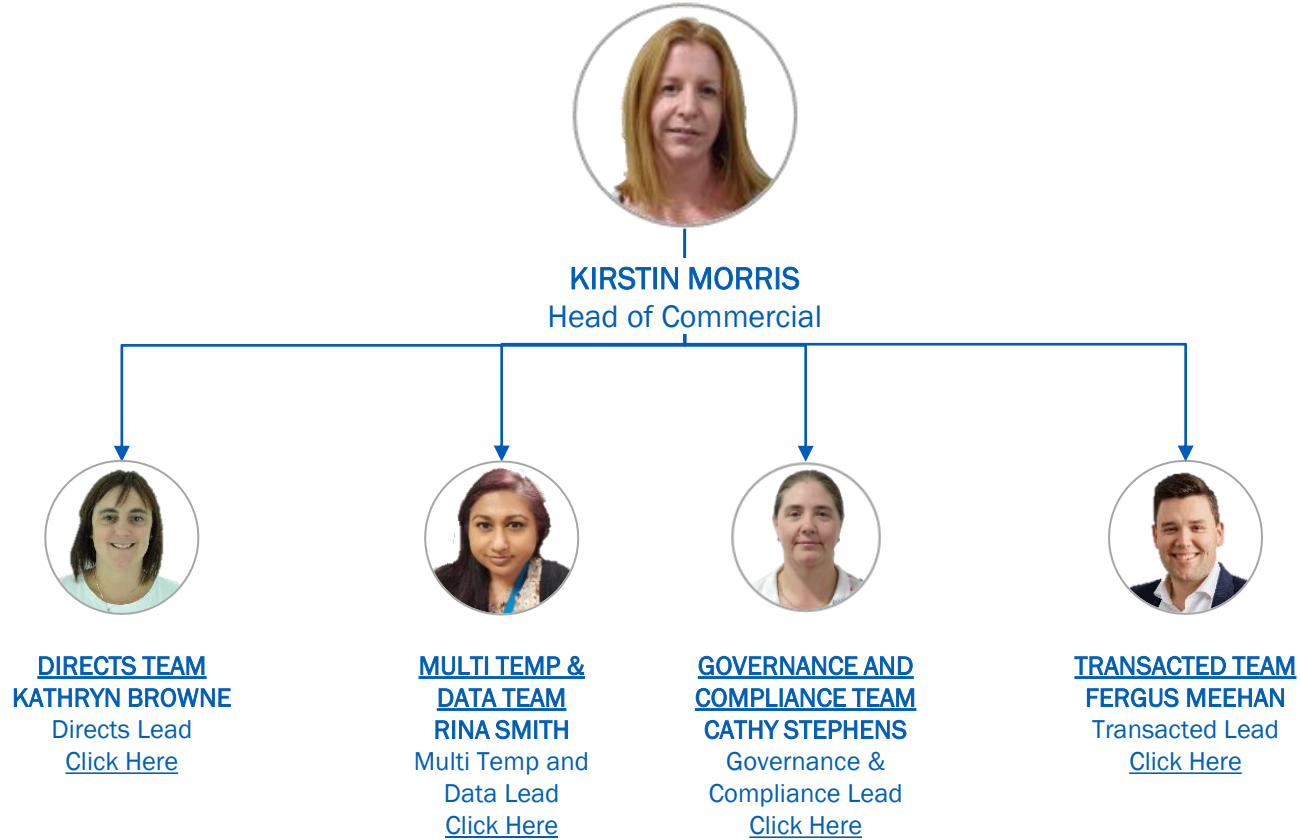 KIRSTIN MORRIS
Head of Commercial
DIRECTS TEAM
KATHRYN BROWNE
Directs Lead
Click Here
MULTI TEMP &
DATA TEAM
RINA SMITH
Multi Temp and
Data Lead
Click Here
GOVERNANCE AND
COMPLIANCE TEAM
CATHY STEPHENS
Governance &
Compliance Lead
Click Here
TRANSACTED TEAM
FERGUS MEEHAN
Transacted Lead
Click Here